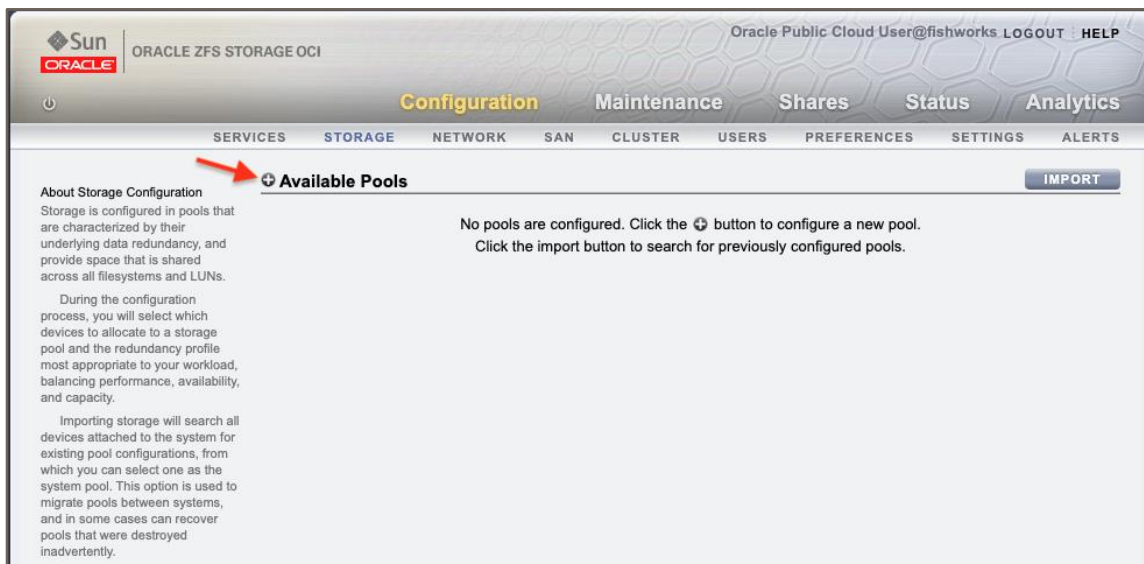 Sun
ORACLE
ORACLE ZFS STORAGE OCI
Oracle Public Cloud User@fishworks LOGOUT HELP
Configuration Maintenance Shares Status Analytics
SERVICES STORAGE NETWORK SAN CLUSTER USERS PREFERENCES SETTINGS ALERTS
About Storage Configuration
Storage is configured in pools that
are characterized by their
underlying data redundancy, and
provide space that is shared
across all filesystems and LUNs.
During the configuration
process, you will select which
devices to allocate to a storage
pool and the redundancy profile
most appropriate to your workload,
balancing performance, availability,
and capacity.
Importing storage will search all
devices attached to the system for
existing pool configurations, from
which you can select one as the
system pool. This option is used to
migrate pools between systems,
and in some cases can recover
pools that were destroyed
inadvertently.
Available Pools
IMPORT
No pools are configured. Click the button to configure a new pool.
Click the import button to search for previously configured pools.